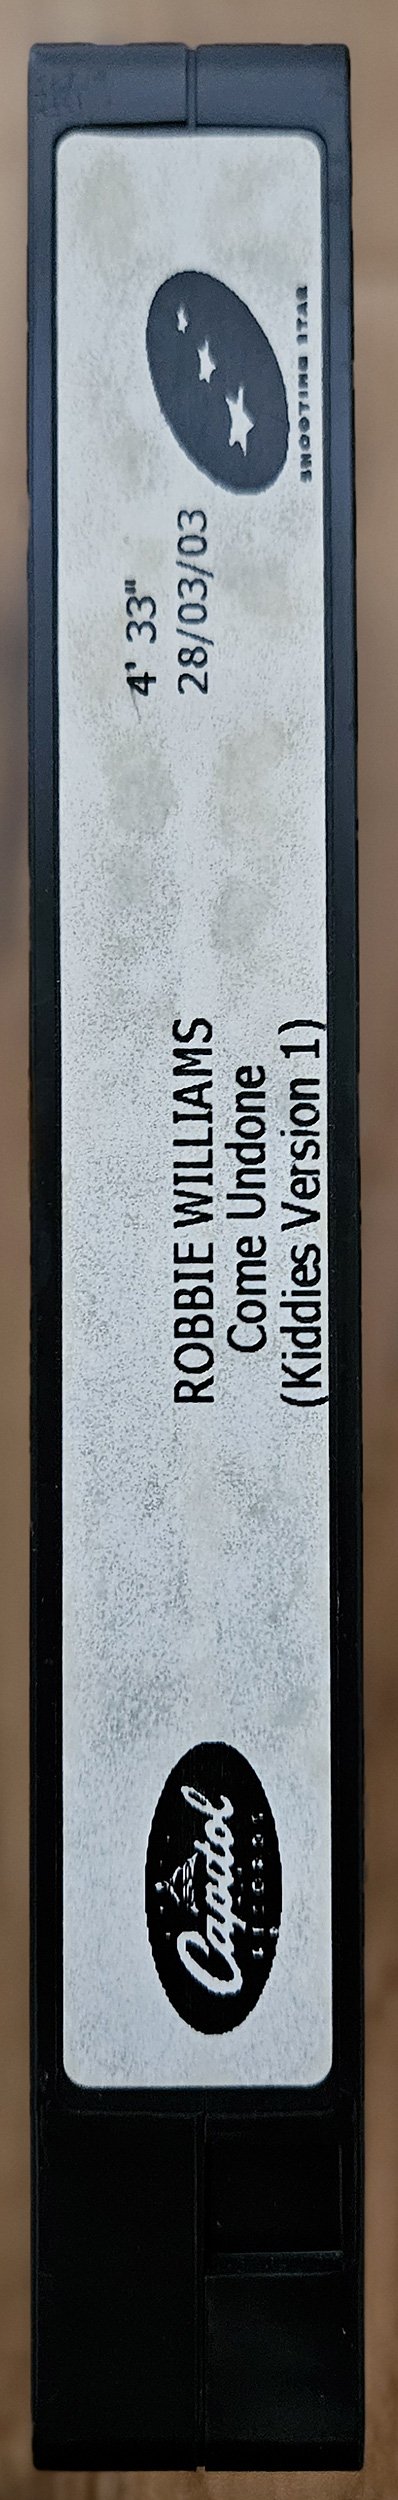 Capitol
ROBBIE WILLIAMS
Come Undone
(Kiddies Version 1)
4' 33"
28/03/03
SHOOTING STAR